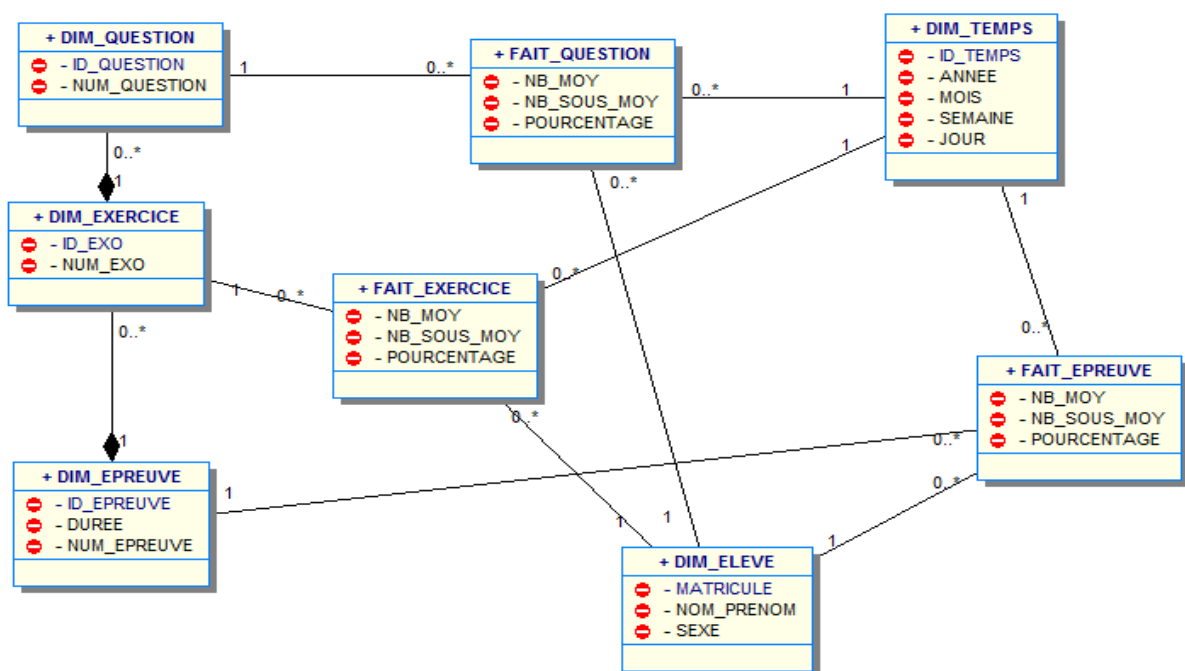 + DIM_QUESTION
- ID_QUESTION
- NUM_QUESTION
1
0..*
+ FAIT_QUESTION
- NB_MOY
- NB_SOUS_MOY
- POURCENTAGE
0..*
1
+ DIM_TEMPS
- ID_TEMPS
- ANNEE
- MOIS
- SEMAINE
- JOUR
0..*
1
0..*
1
1
+ DIM_EXERCICE
- ID_EXO
- NUM_EXO
1
0..*
+ FAIT_EXERCICE
- NB_MOY
- NB_SOUS_MOY
- POURCENTAGE
0..*
0..*
0..*
+ FAIT_EPREUVE
- NB_MOY
- NB_SOUS_MOY
- POURCENTAGE
0..*
1
0..*
+ DIM_EPREUVE
- ID_EPREUVE
- DUREE
- NUM_EPREUVE
1
0..*
1
1
1
+ DIM_ELEVE
- MATRICULE
- NOM_PRENOM
- SEXE